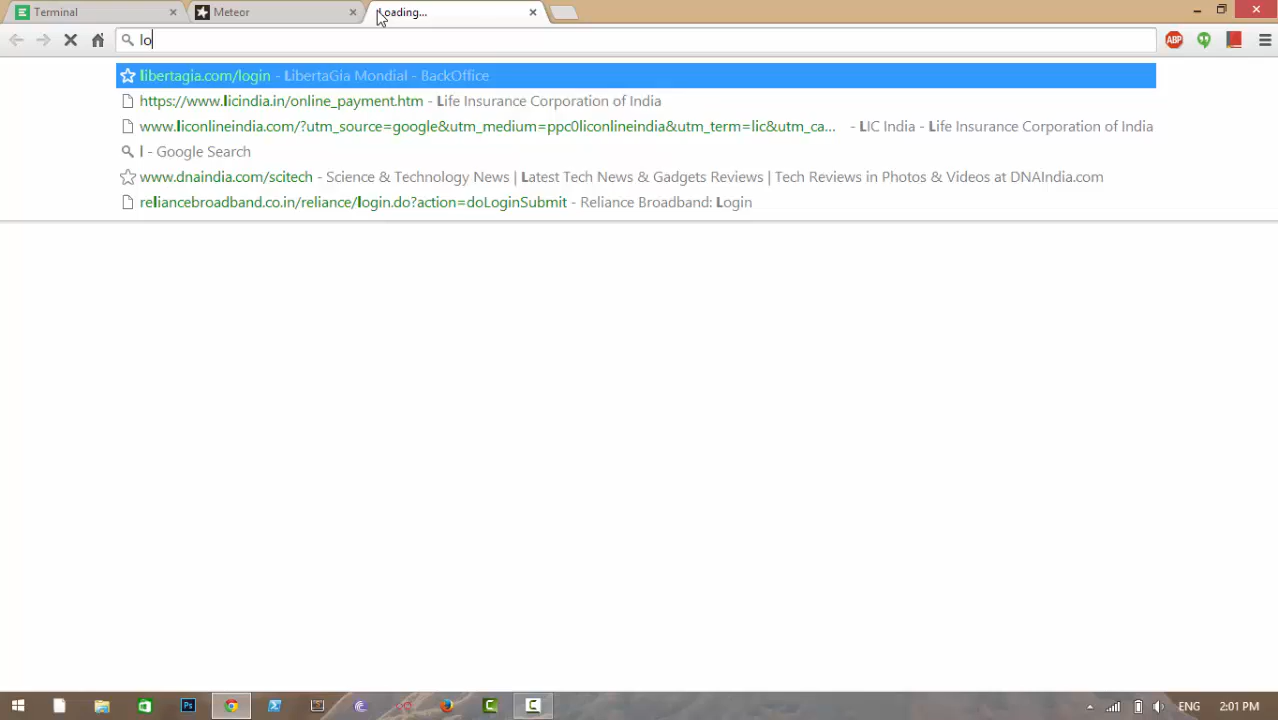 Terminal
Meteor
Loading...
lo
libertagia.com/login - LibertaGia Mondial - BackOffice
https://www.licindia.in/online_payment.htm - Life Insurance Corporation of India
www.liconlineindia.com/?utm_source=google&utm_medium=ppc0liconlineindia&utm_term=lic&utm_ca... - LIC India - Life Insurance Corporation of India
l - Google Search
www.dnaindia.com/scitech - Science & Technology News | Latest Tech News & Gadgets Reviews | Tech Reviews in Photos & Videos at DNAIndia.com
reliancebroadband.co.in/reliance/login.do?action=doLoginSubmit - Reliance Broadband: Login
ABP
Ps
ENG
2:01 PM